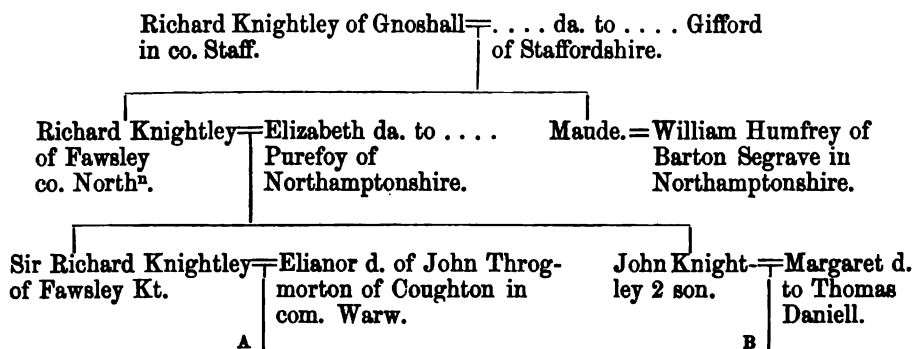 Richard Knightley of Gnoshall=. . . . da. to . . . . Gifford
in co. Staff. of Staffordshire.
Richard Knightley=Elizabeth da. to . . . . Maude.=William Humfrey of
of Fawsley Purefoy of Barton Segrave in
co. Northⁿ. Northamptonshire. Northamptonshire.
Sir Richard Knightley=Elianor d. of John Throg- John Knight-=Margaret d.
of Fawsley Kt. morton of Coughton in ley 2 son. to Thomas
com. Warw. Daniell.
A B